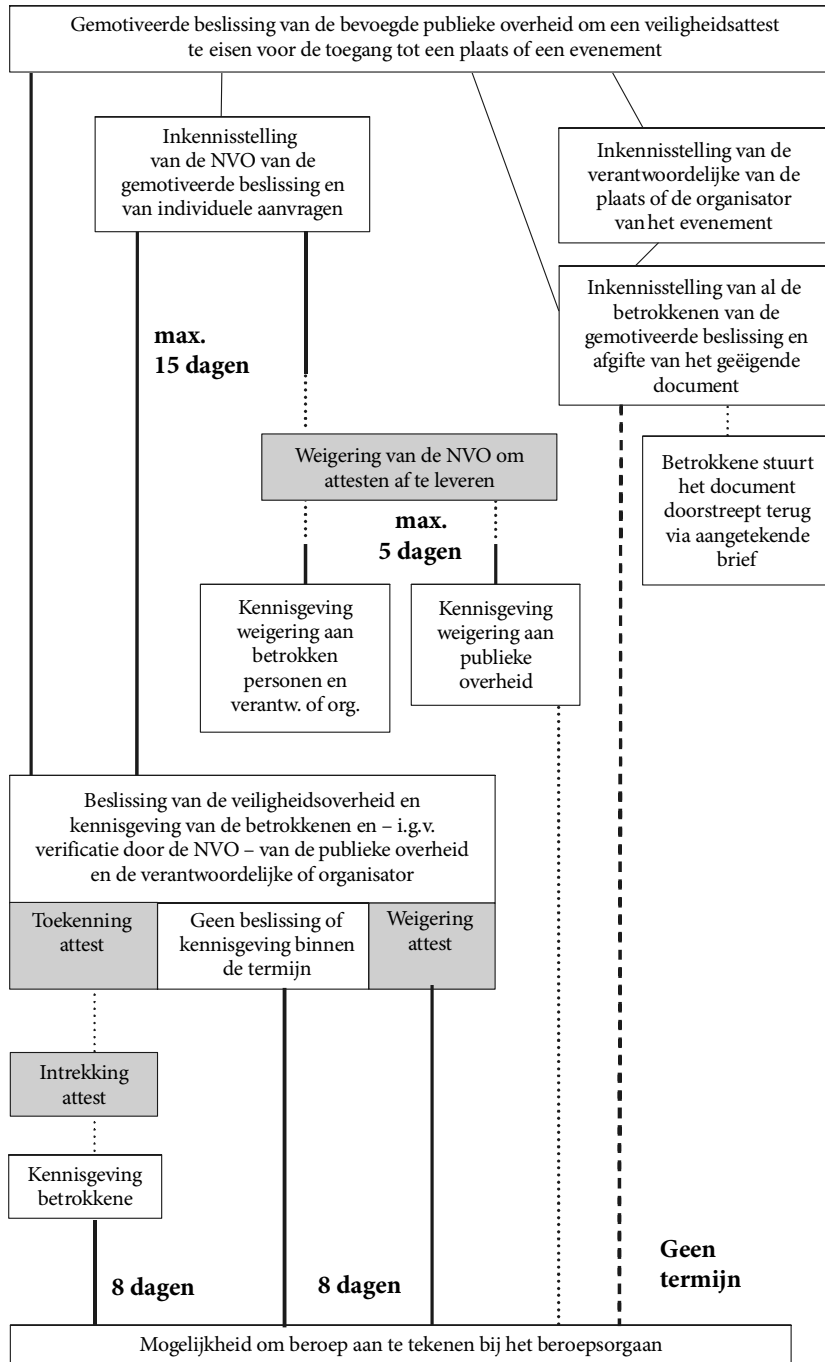 Gemotiveerde beslissing van de bevoegde publieke overheid om een veiligheidsattest
te eisen voor de toegang tot een plaats of een evenement
Inkennisstelling
van de NVO van de
gemotiveerde beslissing en
van individuele aanvragen
Inkennisstelling van de
verantwoordelijke van de
plaats of de organisator
van het evenement
Inkennisstelling van al de
betrokkenen van de
gemotiveerde beslissing en
afgifte van het geëigende
document
max.
15 dagen
Weigering van de NVO om
attesten af te leveren
Betrokkene stuurt
het document
doorstreept terug
via aangetekende
brief
max.
5 dagen
Kennisgeving
weigering aan
betrokken
personen en
verantw. of org.
Kennisgeving
weigering aan
publieke
overheid
Beslissing van de veiligheidsoverheid en
kennisgeving van de betrokkenen en – i.g.v.
verificatie door de NVO – van de publieke overheid
en de verantwoordelijke of organisator
Toekenning
attest
Geen beslissing of
kennisgeving binnen
de termijn
Weigering
attest
Intrekking
attest
Kennisgeving
betrokkene
8 dagen
8 dagen
Geen
termijn
Mogelijkheid om beroep aan te tekenen bij het beroepsorgaan